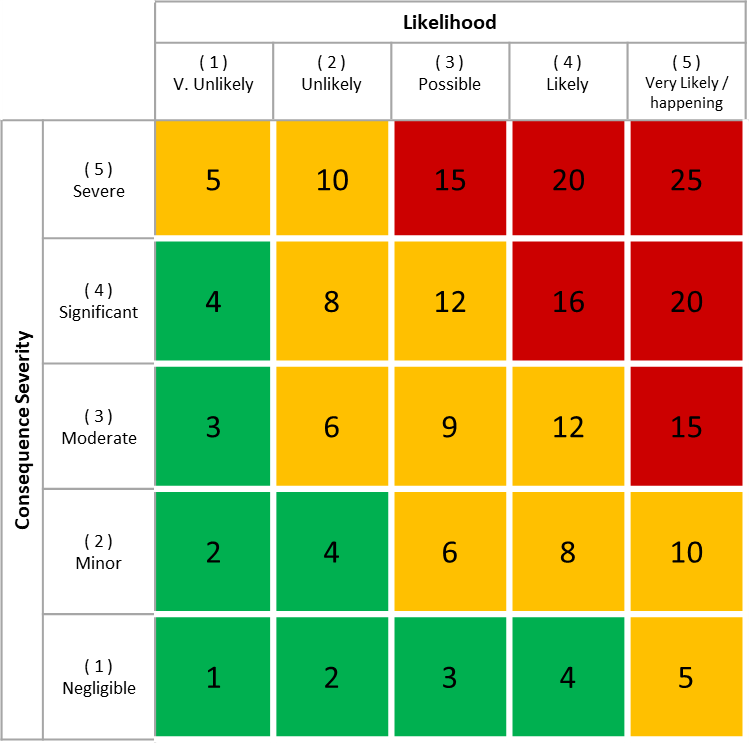 Likelihood
( 1 ) ( 2 ) ( 3 ) ( 4 ) ( 5 )
V. Unlikely Unlikely Possible Likely Very Likely /
happening
Consequence Severity
( 5 )
Severe
5 10 15 20 25
( 4 )
Significant
4 8 12 16 20
( 3 )
Moderate
3 6 9 12 15
( 2 )
Minor
2 4 6 8 10
( 1 )
Negligible
1 2 3 4 5